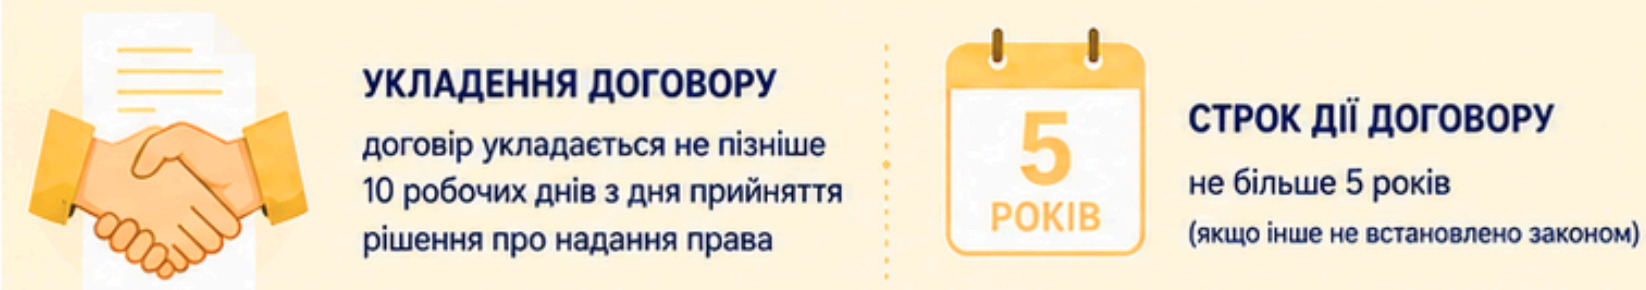 УКЛАДЕННЯ ДОГОВОРУ
договір укладається не пізніше
10 робочих днів з дня прийняття
рішення про надання права
5
РОКІВ
СТРОК ДІЇ ДОГОВОРУ
не більше 5 років
(якщо інше не встановлено законом)